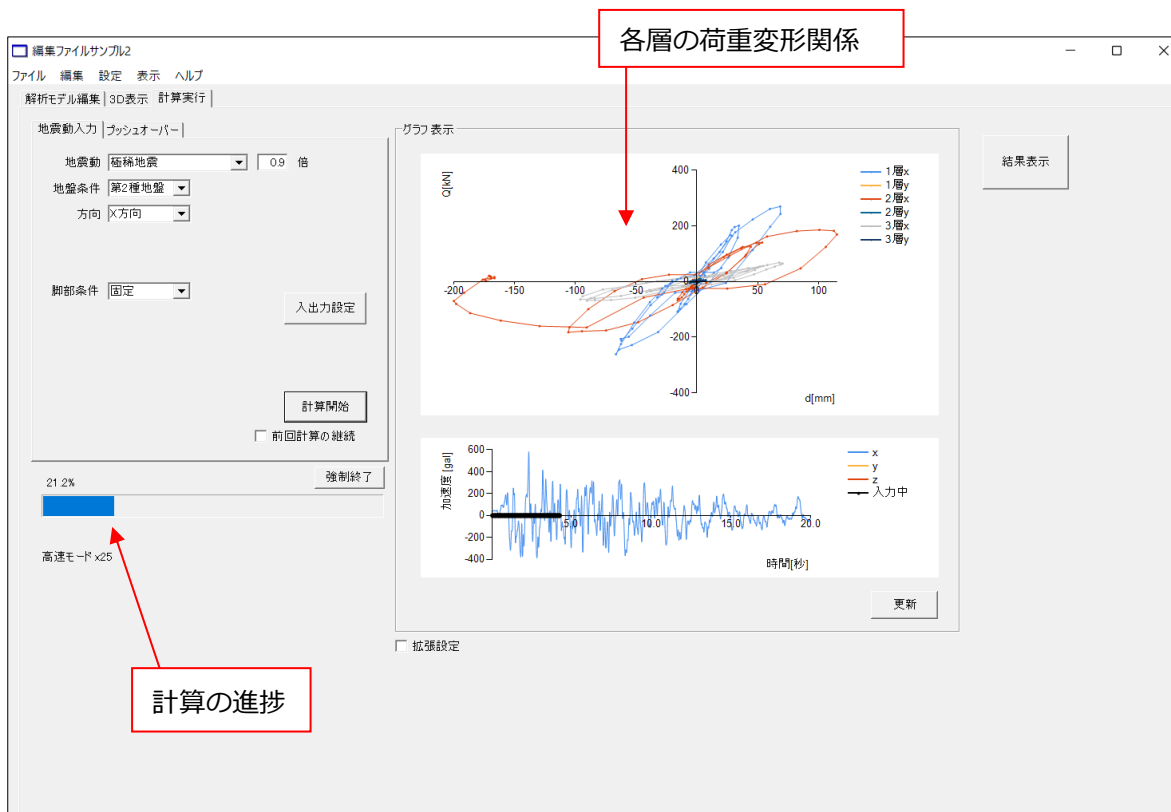 各層の荷重変形関係
編集ファイルサンプル2
ファイル 編集 設定 表示 ヘルプ
解析モデル編集 3D表示 計算実行
地震動入力 プッシュオーバー
地震動 極稀地震 0.9 倍
地盤条件 第2種地盤
方向 X方向
脚部条件 固定
入出力設定
計算開始
前回計算の継続
21.2%
強制終了
高速モード x25
計算の進捗
グラフ表示
Q[kN]
400
200
0
-200
-400
-200 -150 -100 -50 0 50 100
d[mm]
1層x
1層y
2層x
2層y
3層x
3層y
加速度 [gal]
600
400
200
0
-200
-400
5.0 10.0 15.0 20.0
時間[秒]
x
y
z
入力中
更新
拡張設定
結果表示